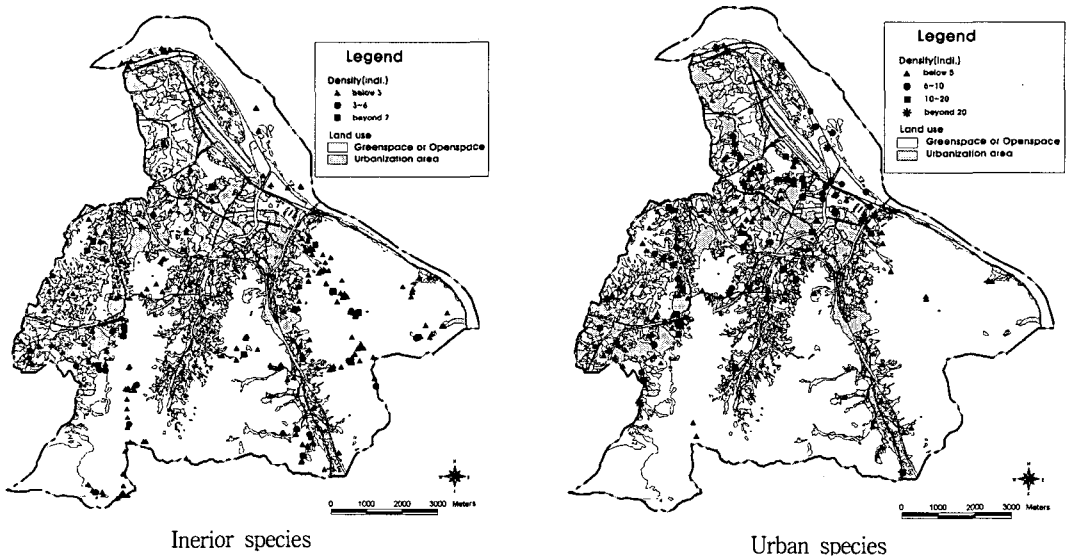 Legend
Density(indi.)
below 3
3~6
beyond 7
Land use
Greenspace or Openspace
Urbanization area
N
0 1000 2000 3000 Meters
Inerior species
Legend
Density(indi.)
below 5
6~10
10~20
beyond 20
Land use
Greenspace or Openspace
Urbanization area
N
0 1000 2000 3000 Meters
Urban species